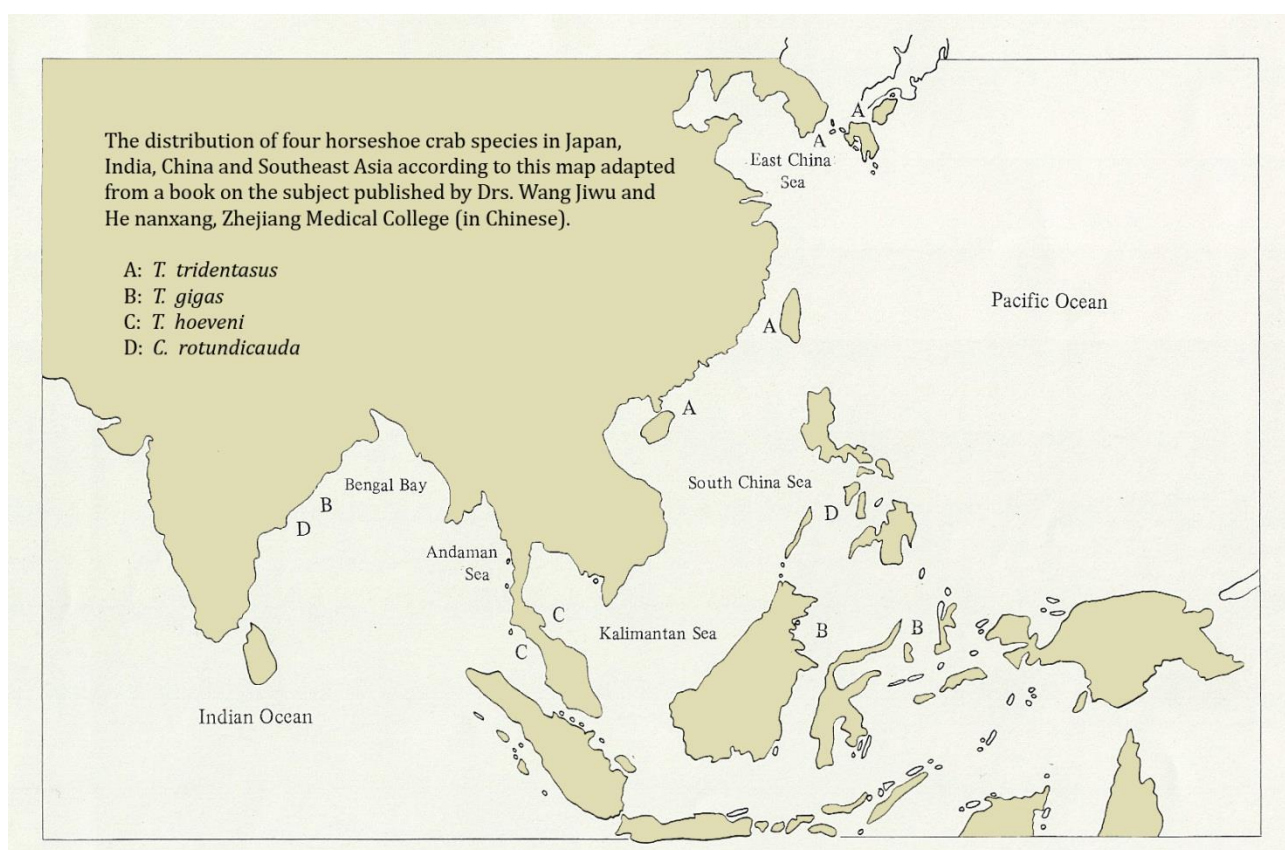 The distribution of four horseshoe crab species in Japan,
India, China and Southeast Asia according to this map adapted
from a book on the subject published by Drs. Wang Jiwu and
He nanxang, Zhejiang Medical College (in Chinese).
A: T. tridentasus
B: T. gigas
C: T. hoeveni
D: C. rotundicauda
A
A
East China
Sea
Pacific Ocean
A
A
Bengal Bay
B
D
South China Sea
D
Andaman
Sea
C
C
Kalimantan Sea
B
B
Indian Ocean